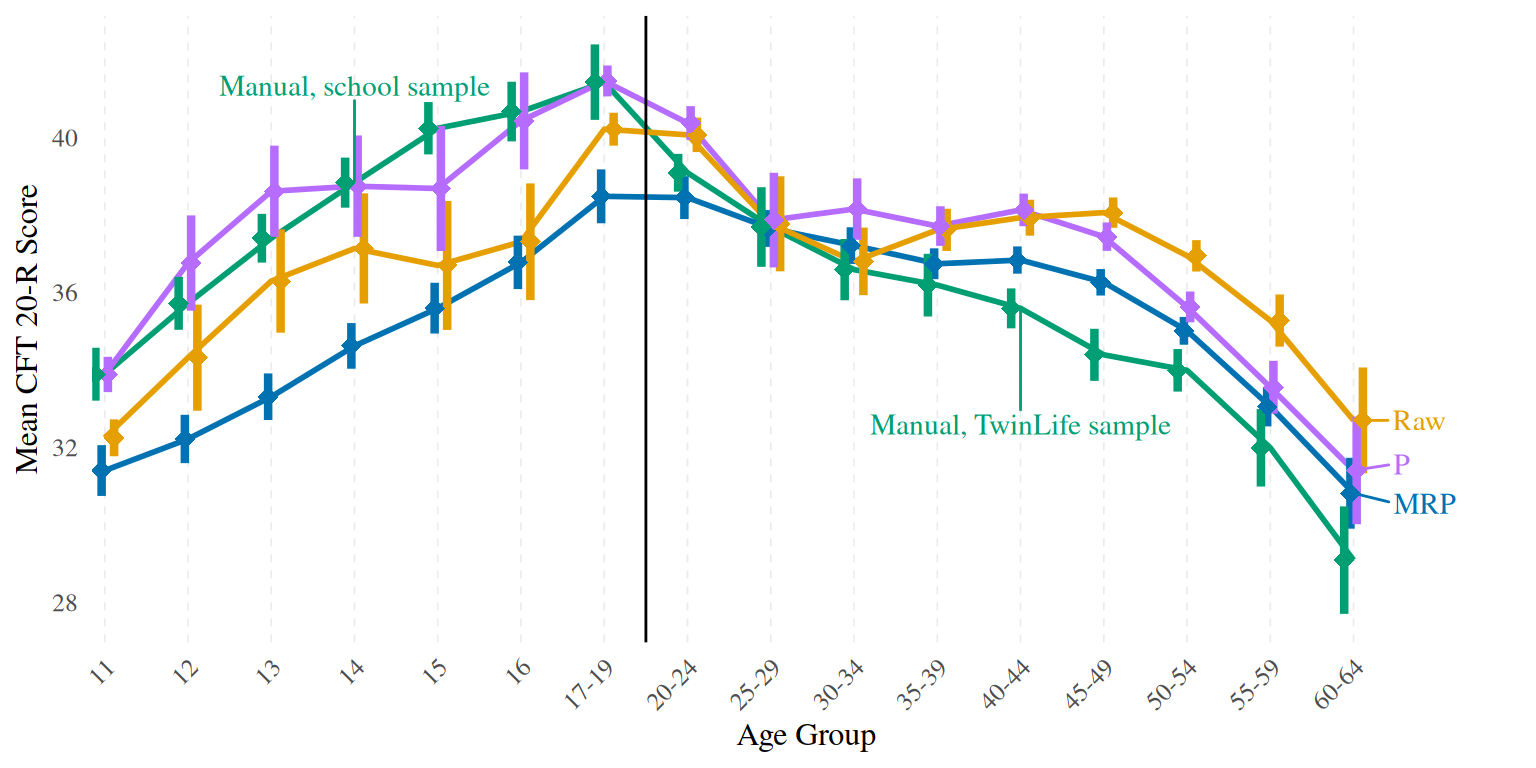 Manual, school sample
40
36
32
28
Mean CFT 20-R Score
Manual, TwinLife sample
Raw
P
MRP
11
12
13
14
15
16
17-19
20-24
25-29
30-34
35-39
40-44
45-49
50-54
55-59
60-64
Age Group